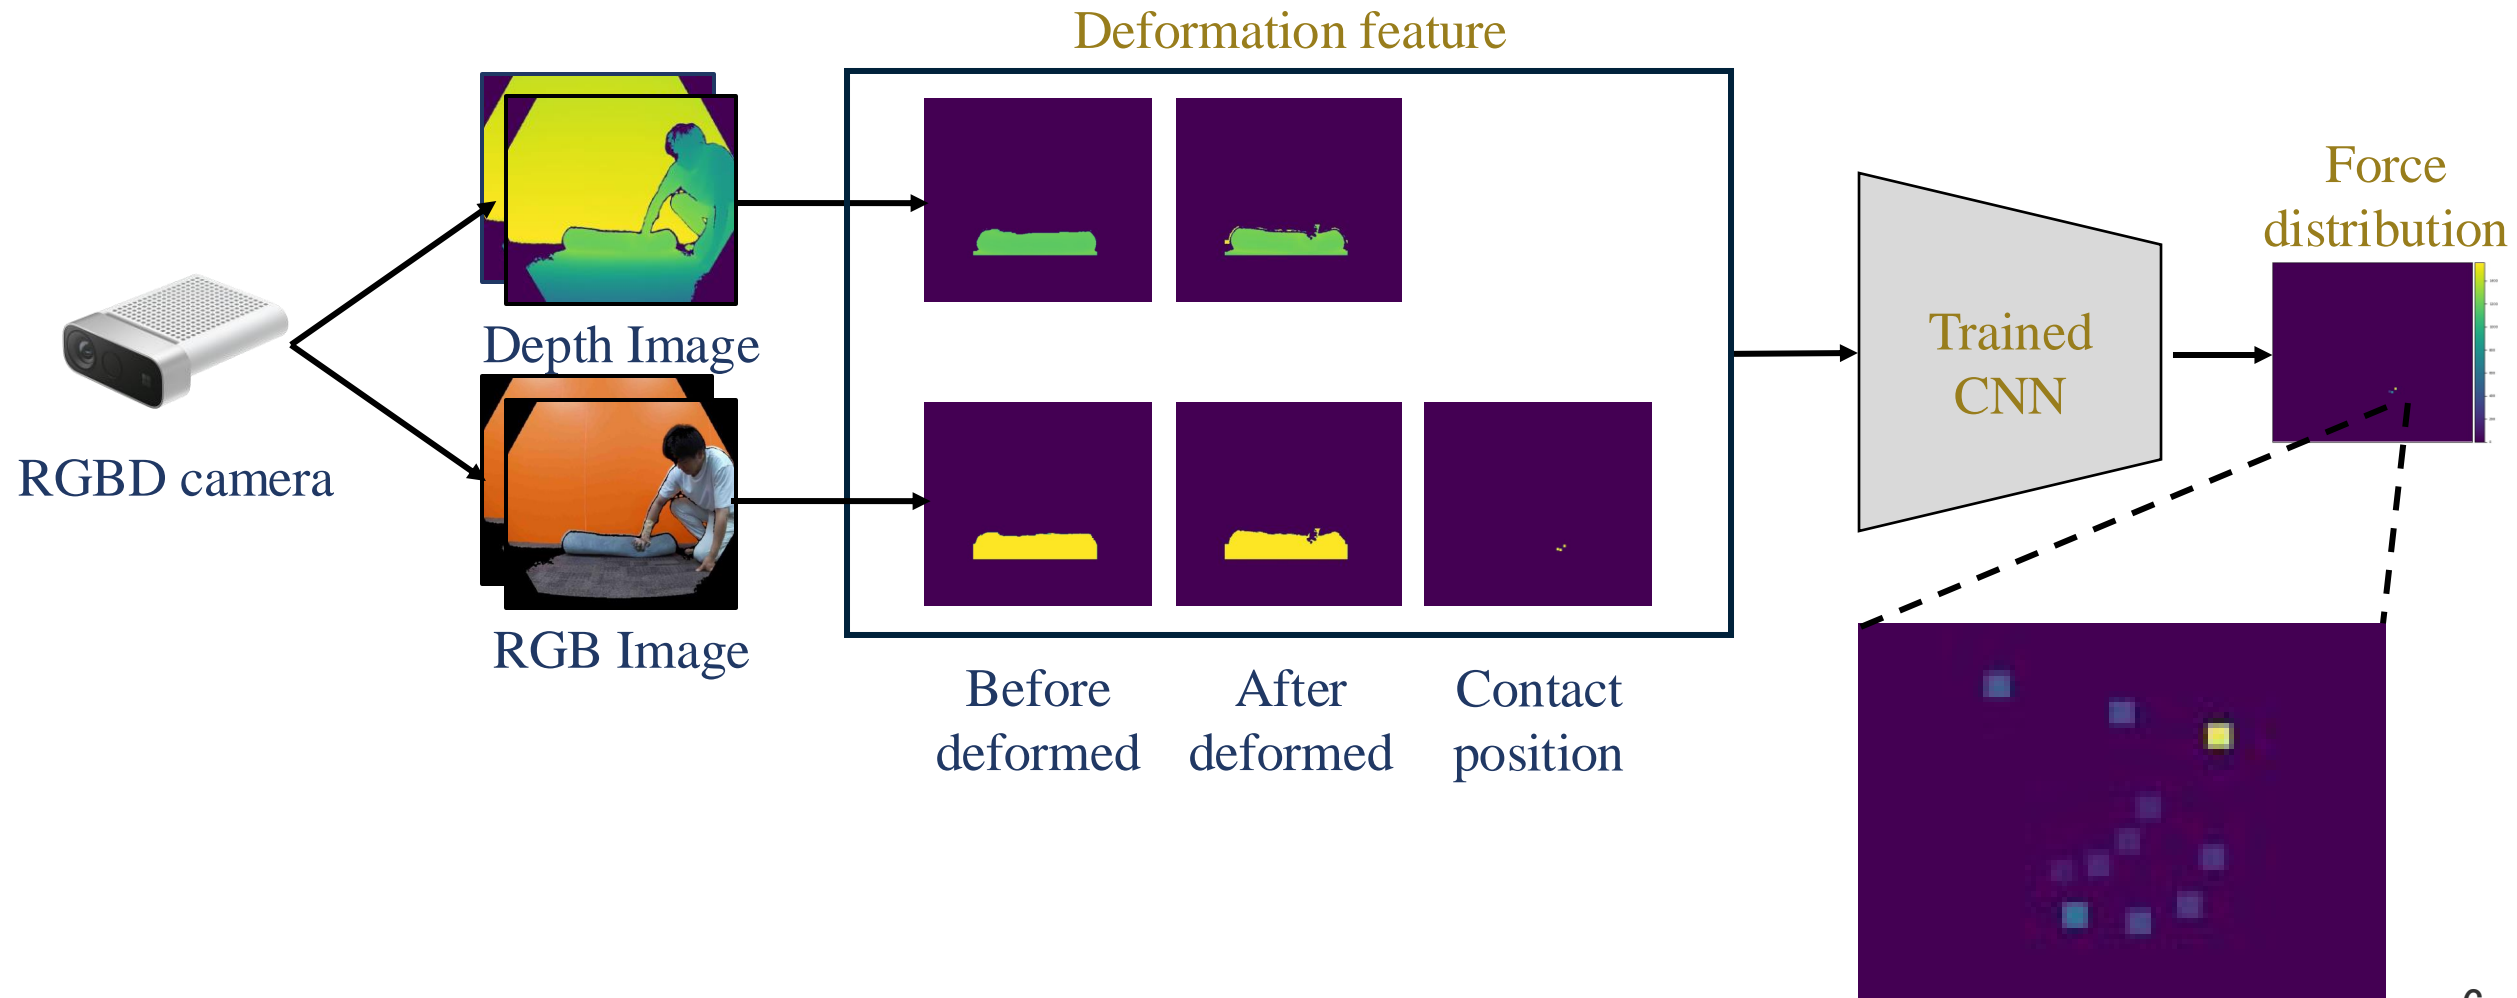 Deformation feature
Force
distribution
Depth Image
Trained
CNN
RGBD camera
RGB Image
Before
deformed
After
deformed
Contact
position